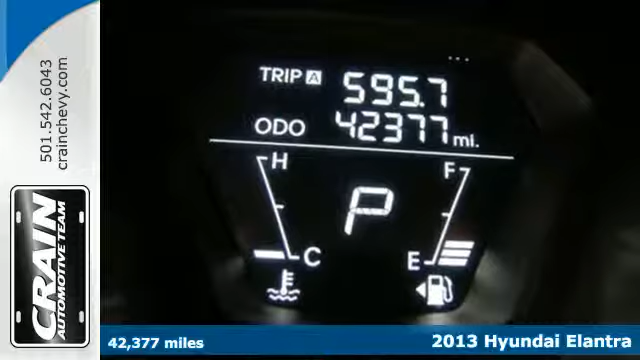 501.542.6043
crainchevy.com
CRAIN
AUTOMOTIVE TEAM
TRIP A 595.7
ODO 42377 mi.
H F
P
C E
42,377 miles
2013 Hyundai Elantra